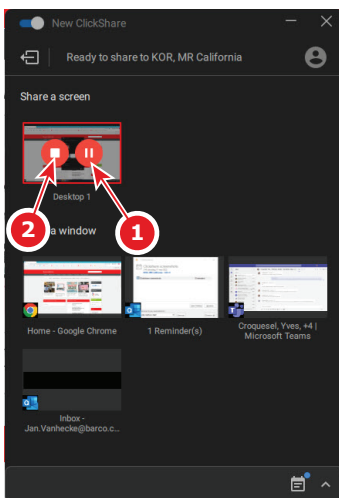 New ClickShare
Ready to share to KOR, MR California
Share a screen
Desktop 1
2
1
a window
Home - Google Chrome
1 Reminder(s)
Croquesel, Yves, +4 |
Microsoft Teams
Inbox -
Jan.Vanhecke@barco.c...